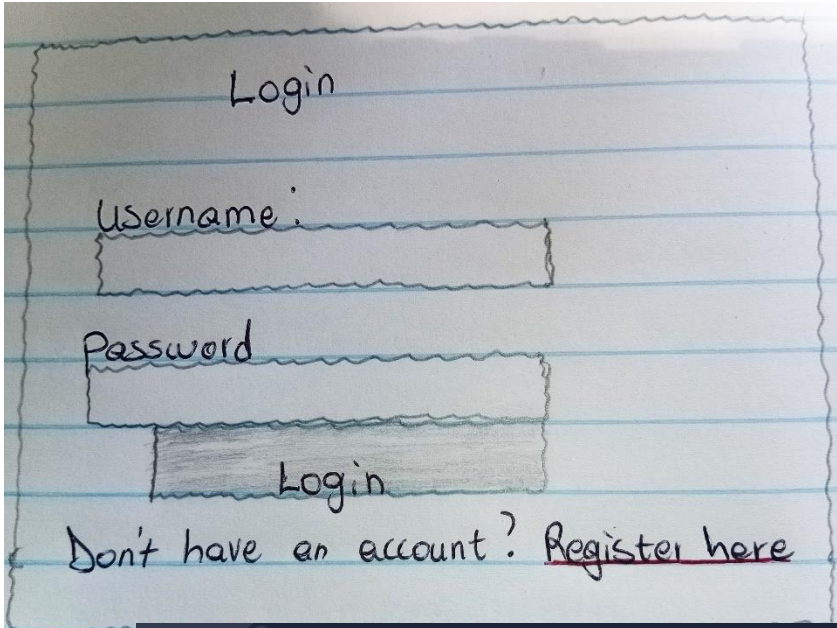 Login
Username:
Password
Login
Don't have an account? Register here